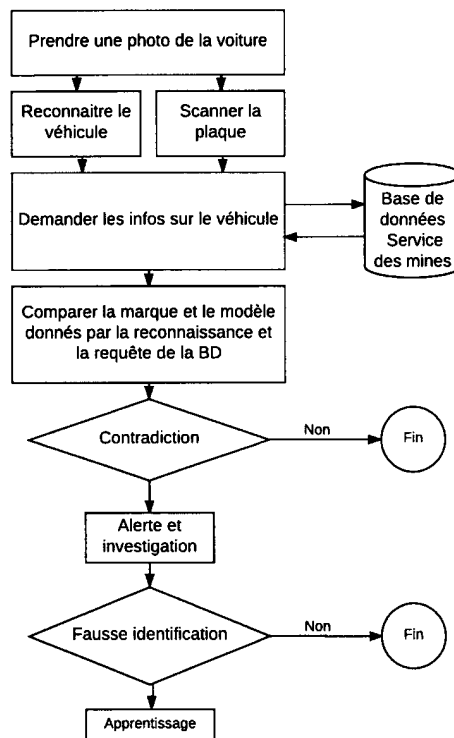 Prendre une photo de la voiture
Reconnaitre le
véhicule
Scanner la
plaque
Demander les infos sur le véhicule
Base de
données
Service
des mines
Comparer la marque et le modèle
donnés par la reconnaissance et
la requête de la BD
Contradiction
Non
Fin
Alerte et
investigation
Fausse identification
Non
Fin
Apprentissage